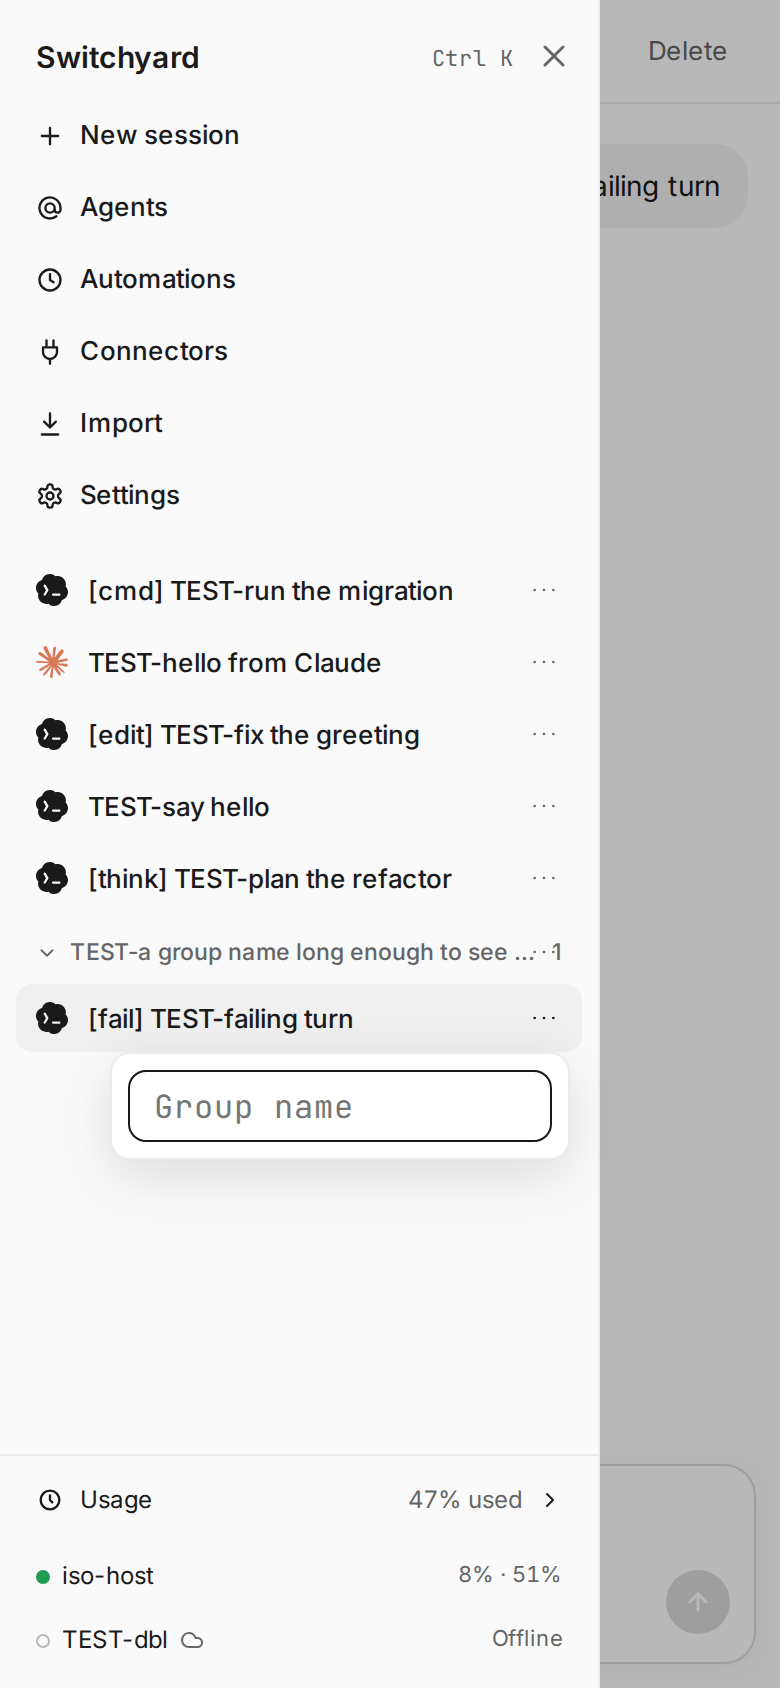 Switchyard Ctrl K
Delete
New session
ailing turn
Agents
Automations
Connectors
Import
Settings
[cmd] TEST-run the migration ...
TEST-hello from Claude ...
[edit] TEST-fix the greeting ...
TEST-say hello ...
[think] TEST-plan the refactor ...
TEST-a group name long enough to see ... 1
[fail] TEST-failing turn ...
Group name
Usage 47% used
iso-host 8% · 51%
TEST-dbl Offline